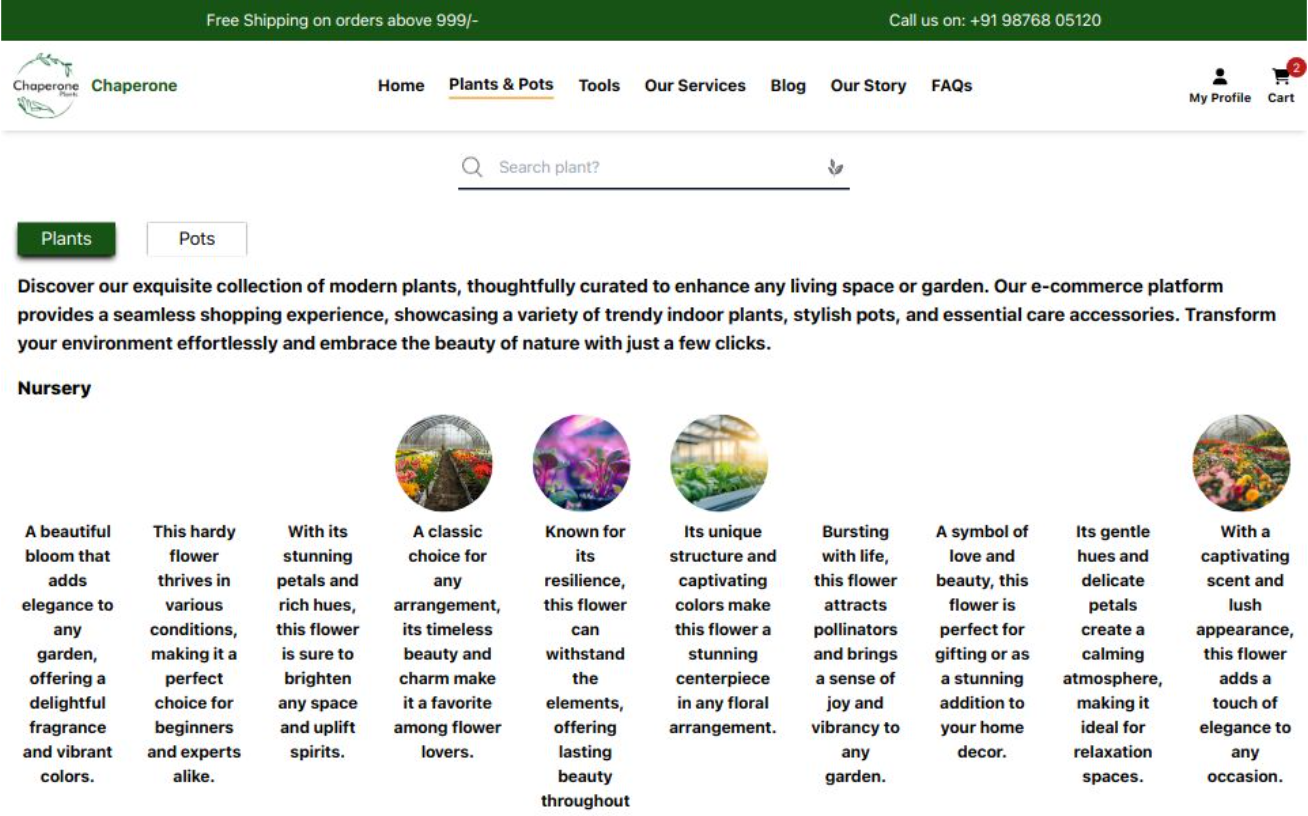 Free Shipping on orders above 999/-
Call us on: +91 98768 05120
Chaperone
Plants
Chaperone
Home
Plants & Pots
Tools
Our Services
Blog
Our Story
FAQs
2
My Profile
Cart
Search plant?
Plants
Pots
Discover our exquisite collection of modern plants, thoughtfully curated to enhance any living space or garden. Our e-commerce platform
provides a seamless shopping experience, showcasing a variety of trendy indoor plants, stylish pots, and essential care accessories. Transform
your environment effortlessly and embrace the beauty of nature with just a few clicks.
Nursery
A beautiful
bloom that
adds
elegance to
any
garden,
offering a
delightful
fragrance
and vibrant
colors.
This hardy
flower
thrives in
various
conditions,
making it a
perfect
choice for
beginners
and experts
alike.
With its
stunning
petals and
rich hues,
this flower
is sure to
brighten
any space
and uplift
spirits.
A classic
choice for
any
arrangement,
its timeless
beauty and
charm make
it a favorite
among flower
lovers.
Known for
its
resilience,
this flower
can
withstand
the
elements,
offering
lasting
beauty
throughout
Its unique
structure and
captivating
colors make
this flower a
stunning
centerpiece
in any floral
arrangement.
Bursting
with life,
this flower
attracts
pollinators
and brings
a sense of
joy and
vibrancy to
any
garden.
A symbol of
love and
beauty, this
flower is
perfect for
gifting or as
a stunning
addition to
your home
decor.
Its gentle
hues and
delicate
petals
create a
calming
atmosphere,
making it
ideal for
relaxation
spaces.
With a
captivating
scent and
lush
appearance,
this flower
adds a
touch of
elegance to
any
occasion.